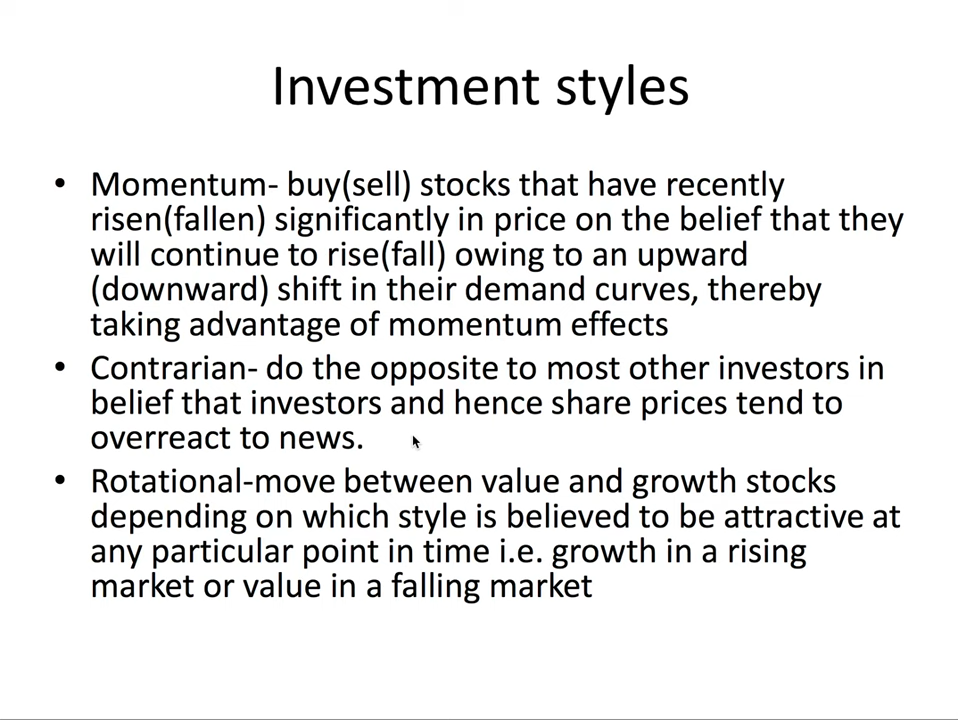 Investment styles
• Momentum- buy(sell) stocks that have recently
risen(fallen) significantly in price on the belief that they
will continue to rise(fall) owing to an upward
(downward) shift in their demand curves, thereby
taking advantage of momentum effects
• Contrarian- do the opposite to most other investors in
belief that investors and hence share prices tend to
overreact to news.
• Rotational-move between value and growth stocks
depending on which style is believed to be attractive at
any particular point in time i.e. growth in a rising
market or value in a falling market